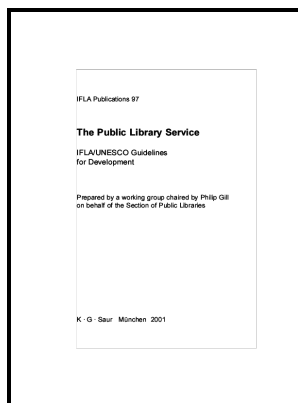 IFLA Publications 97
The Public Library Service
IFLA/UNESCO Guidelines
for Development
Prepared by a working group chaired by Philip Gill
on behalf of the Section of Public Libraries
K · G · Saur München 2001